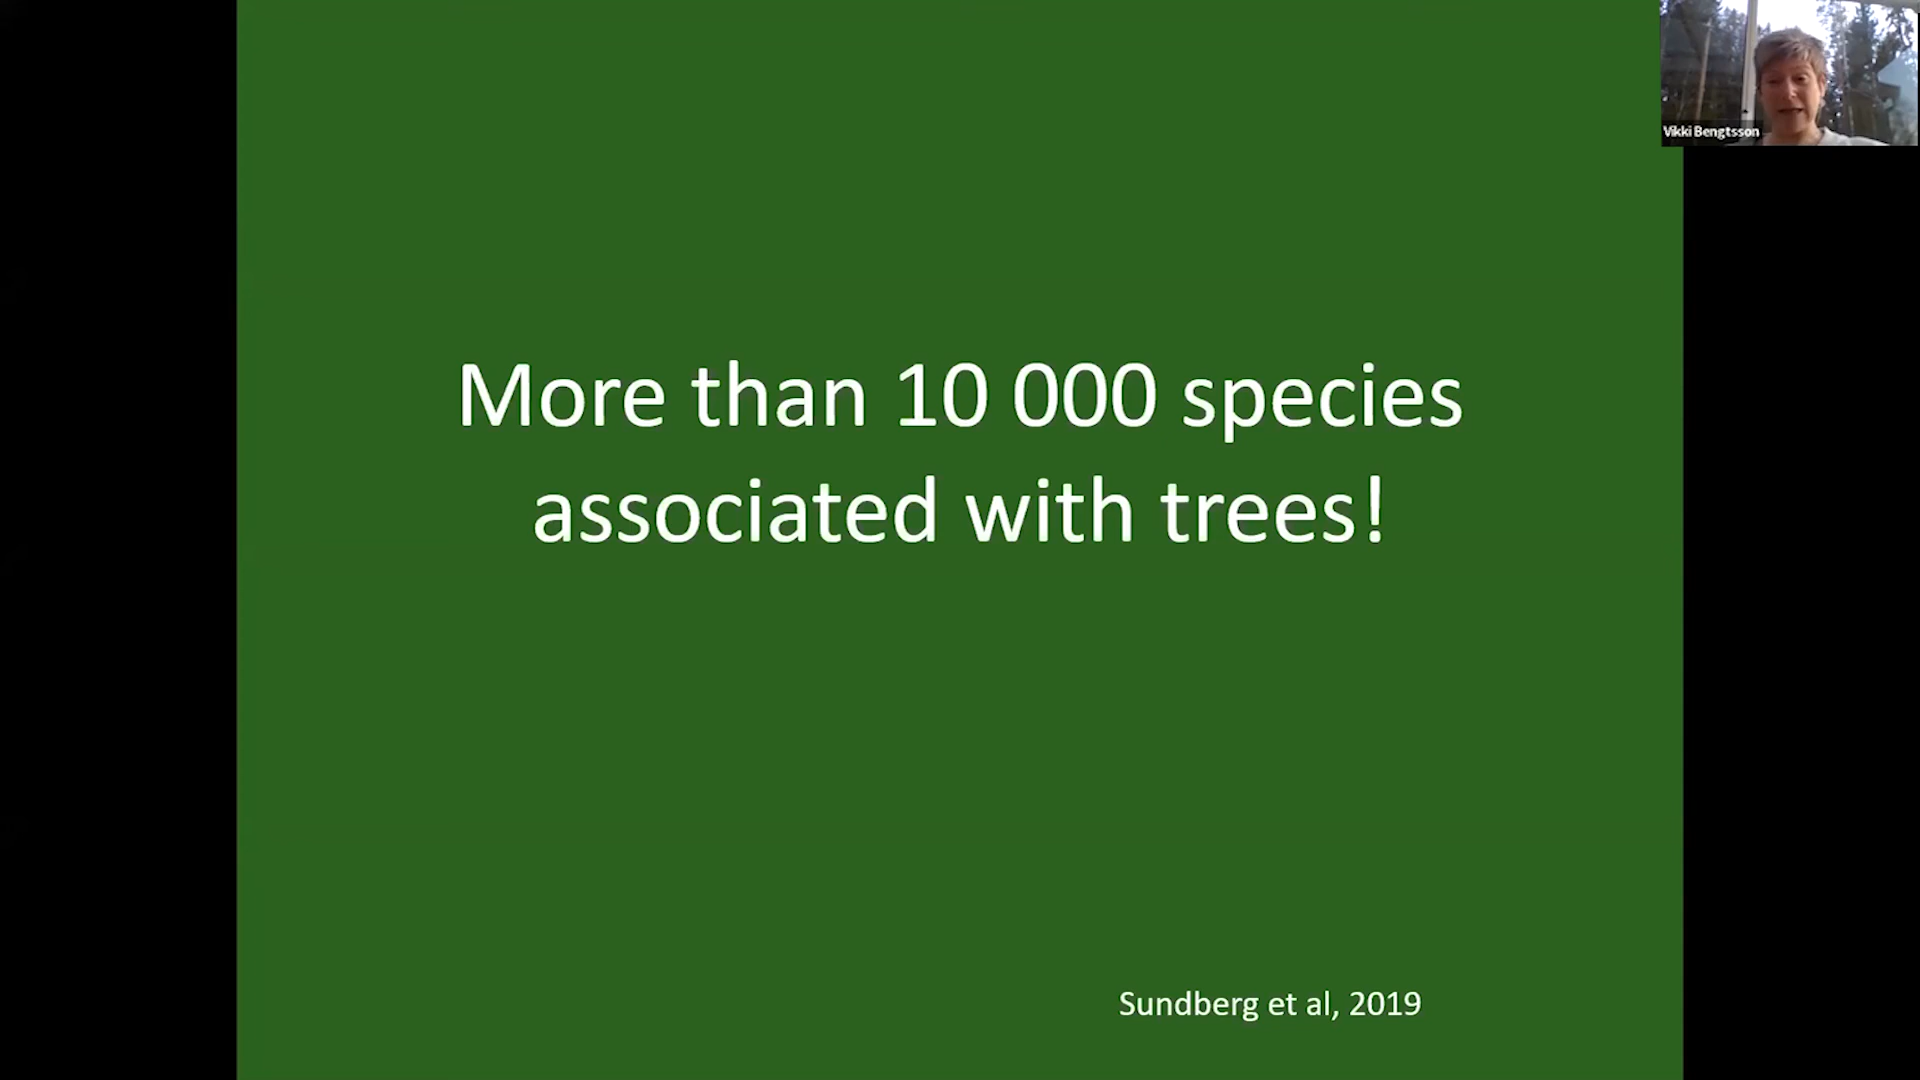 Vikki Bengtsson
More than 10 000 species
associated with trees!
Sundberg et al, 2019